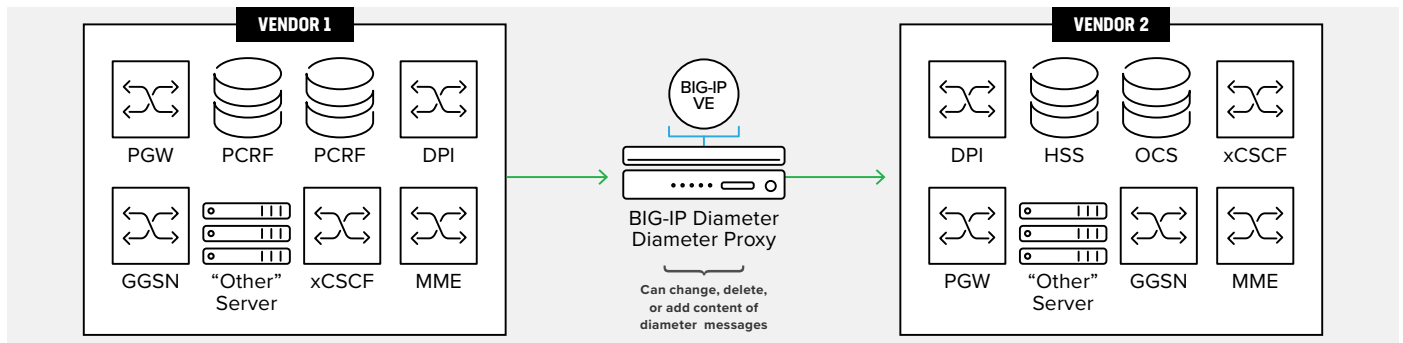 VENDOR 1
PGW
PCRF
PCRF
DPI
GGSN
“Other”
Server
xCSCF
MME
BIG-IP
VE
BIG-IP Diameter
Diameter Proxy
Can change, delete,
or add content of
diameter messages
VENDOR 2
DPI
HSS
OCS
xCSCF
PGW
“Other”
Server
GGSN
MME